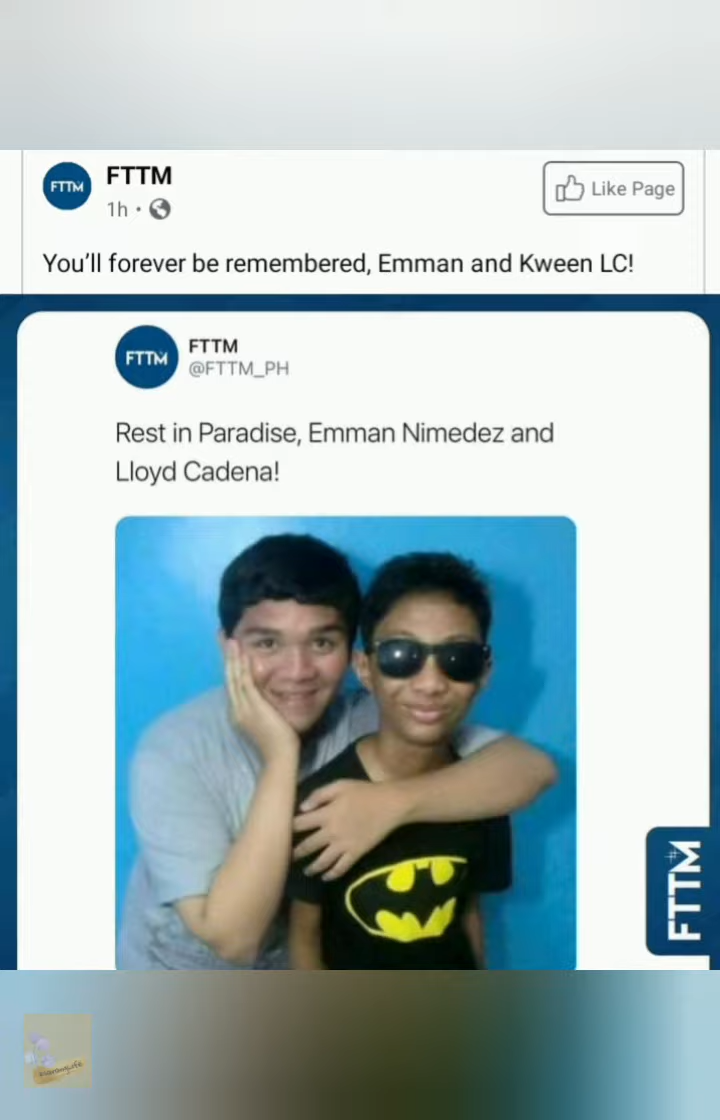 FTTM
FTTM
1h
Like Page
You'll forever be remembered, Emman and Kween LC!
FTTM
FTTM
@FTTM_PH
Rest in Paradise, Emman Nimedez and
Lloyd Cadena!
#FTTM